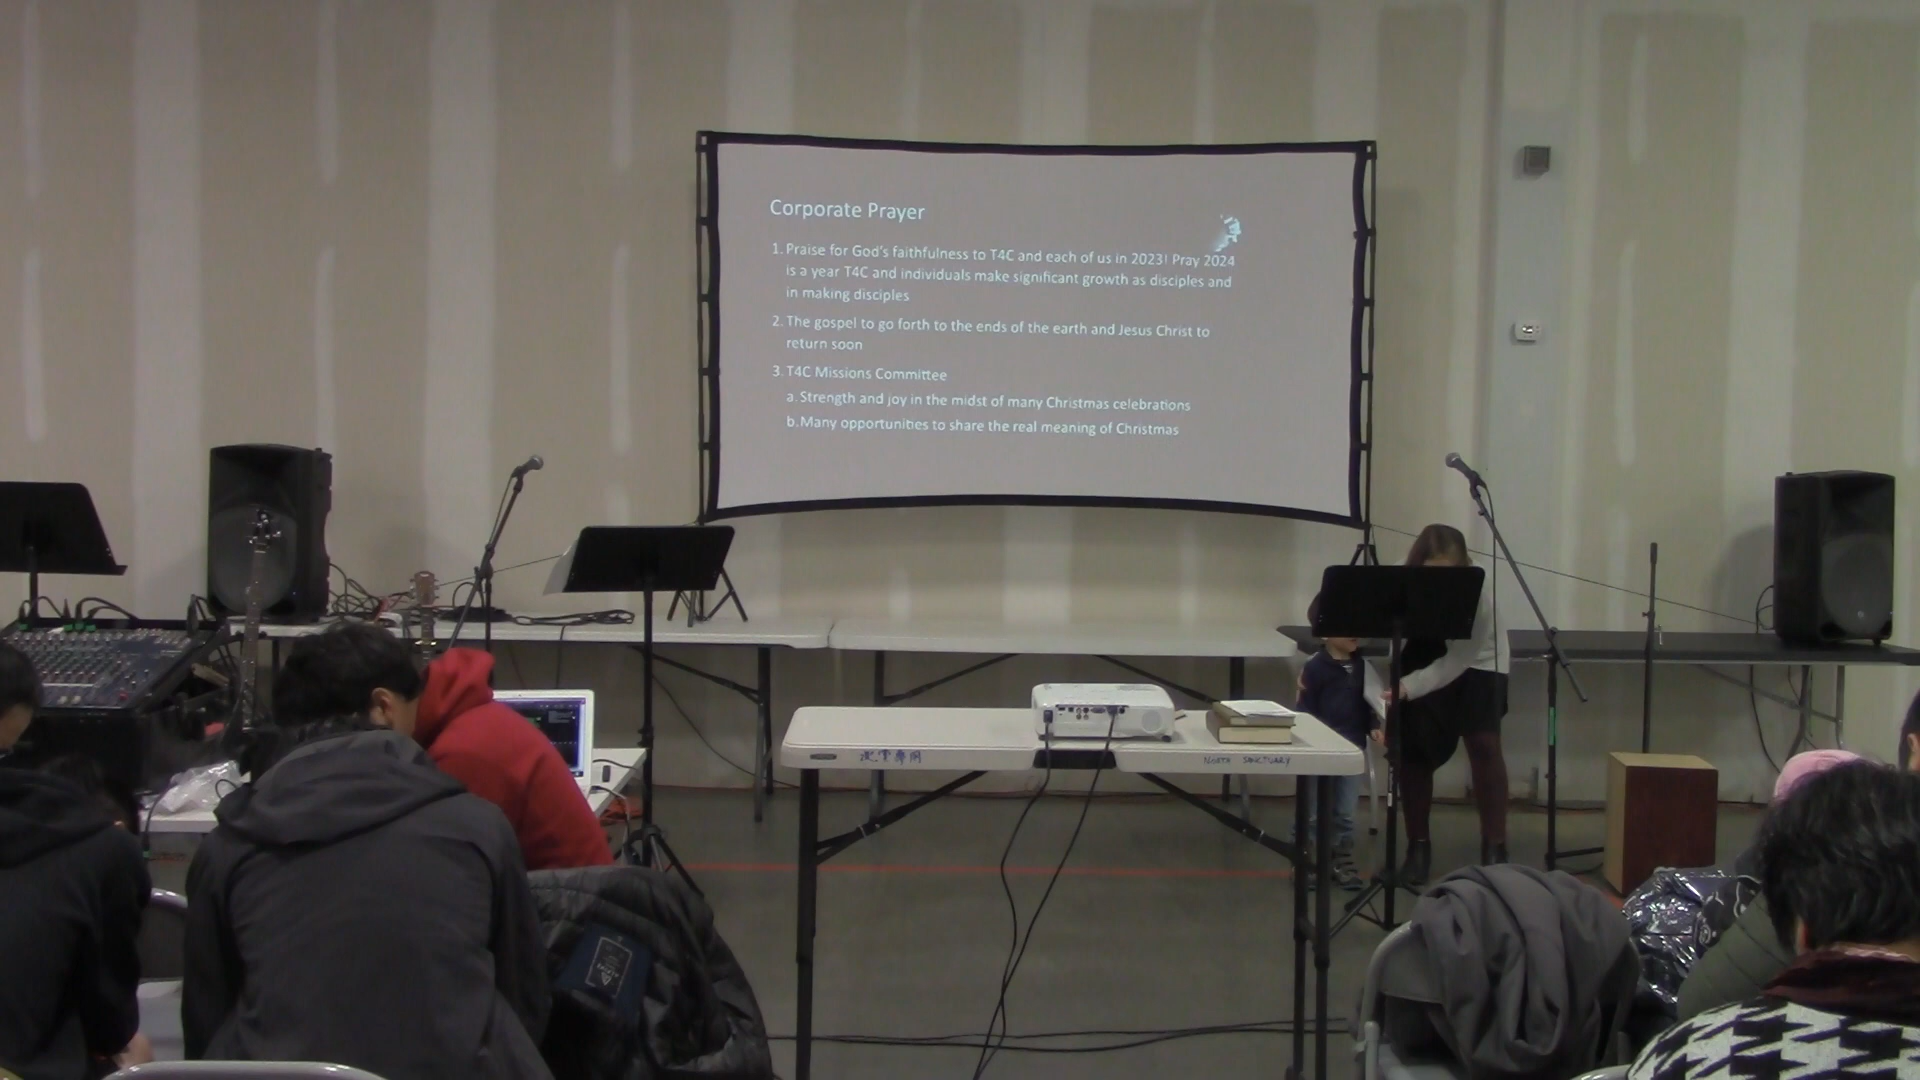 Corporate Prayer
1. Praise for God's faithfulness to T4C and each of us in 2023! Pray 2024
is a year T4C and individuals make significant growth as disciples and
in making disciples
2. The gospel to go forth to the ends of the earth and Jesus Christ to
return soon
3. T4C Missions Committee
a. Strength and joy in the midst of many Christmas celebrations
b. Many opportunities to share the real meaning of Christmas
NORTH SANCTUARY